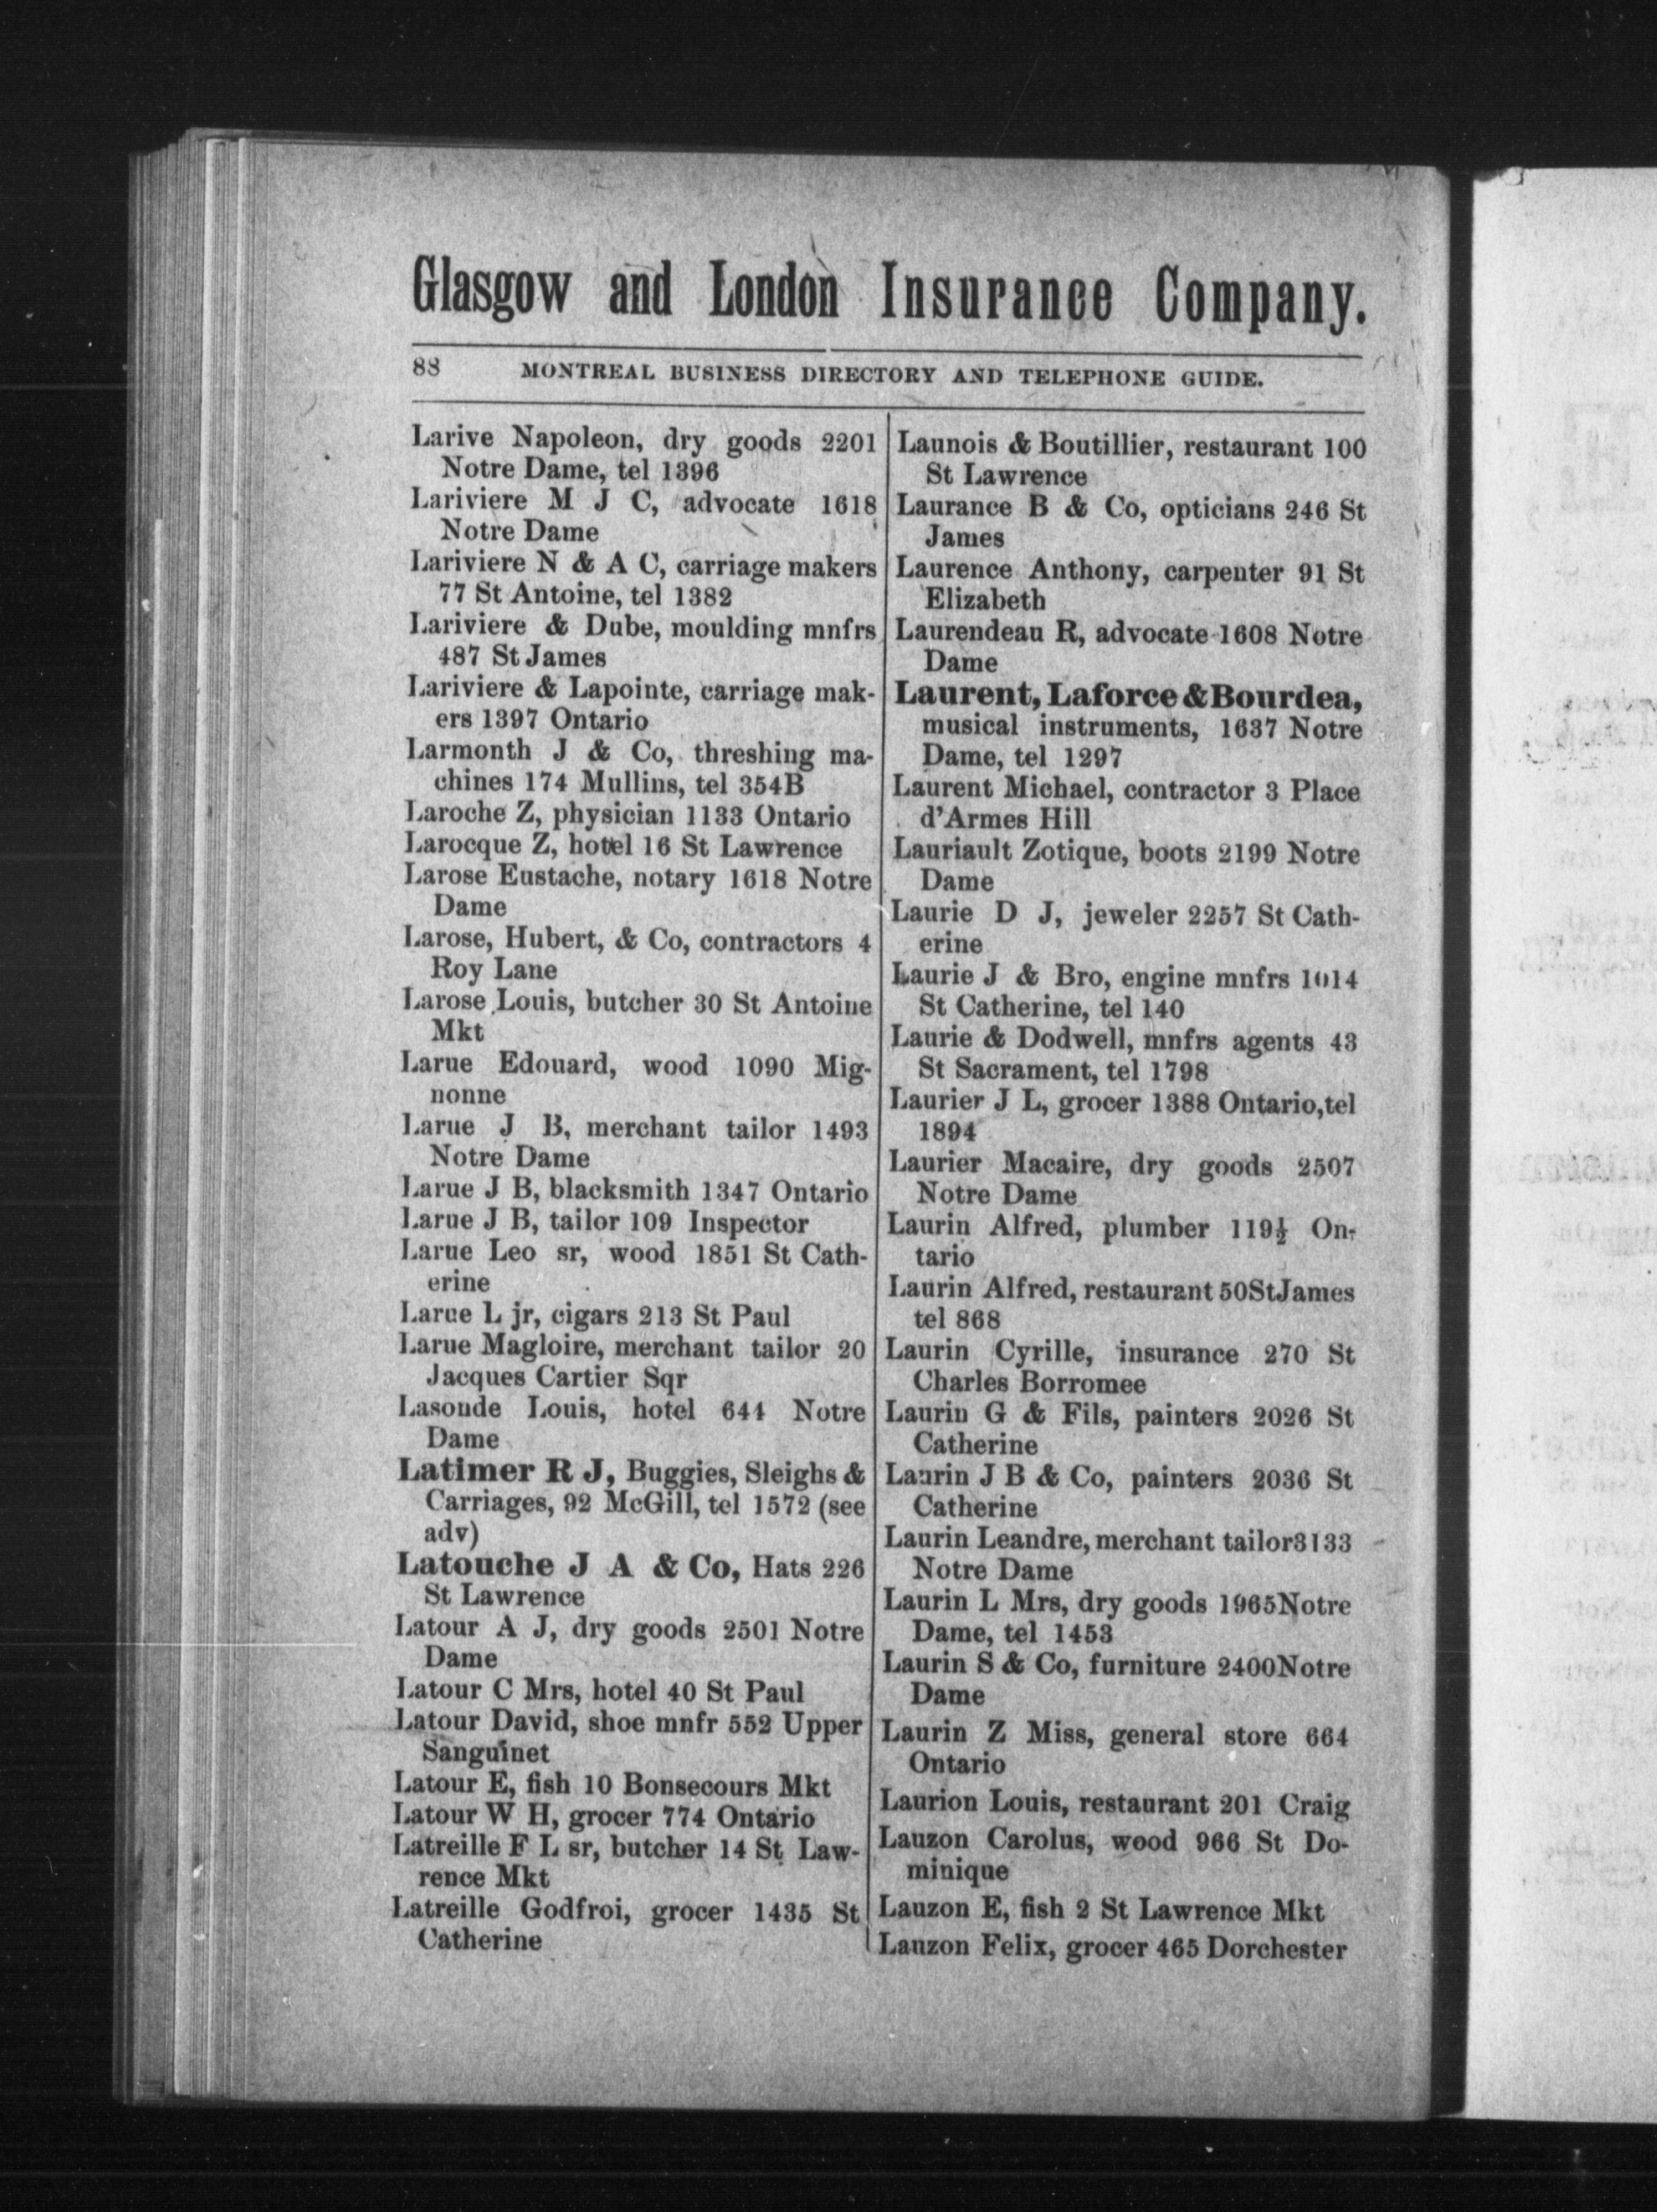 Glasgow and London Insurance Company.
88 MONTREAL BUSINESS DIRECTORY AND TELEPHONE GUIDE.
Larive Napoleon, dry goods 2201
Notre Dame, tel 1396
Lariviere M J C, advocate 1618
Notre Dame
Lariviere N & A C, carriage makers
77 St Antoine, tel 1382
Lariviere & Dube, moulding mnfrs
487 St James
Lariviere & Lapointe, carriage mak-
ers 1397 Ontario
Larmonth J & Co, threshing ma-
chines 174 Mullins, tel 354B
Laroche Z, physician 1133 Ontario
Larocque Z, hotel 16 St Lawrence
Larose Eustache, notary 1618 Notre
Dame
Larose, Hubert, & Co, contractors 4
Roy Lane
Larose Louis, butcher 30 St Antoine
Mkt
Larue Edouard, wood 1090 Mig-
nonne
Larue J B, merchant tailor 1493
Notre Dame
Larue J B, blacksmith 1347 Ontario
Larue J B, tailor 109 Inspector
Larue Leo sr, wood 1851 St Cath-
erine
Larue L jr, cigars 213 St Paul
Larue Magloire, merchant tailor 20
Jacques Cartier Sqr
Lasonde Louis, hotel 644 Notre
Dame
Latimer R J, Buggies, Sleighs &
Carriages, 92 McGill, tel 1572 (see
adv)
Latouche J A & Co, Hats 226
St Lawrence
Latour A J, dry goods 2501 Notre
Dame
Latour C Mrs, hotel 40 St Paul
Latour David, shoe mnfr 552 Upper
Sanguinet
Latour E, fish 10 Bonsecours Mkt
Latour W H, grocer 774 Ontario
Latreille F L sr, butcher 14 St Law-
rence Mkt
Latreille Godfroi, grocer 1435 St
Catherine
Launois & Boutillier, restaurant 100
St Lawrence
Laurance B & Co, opticians 246 St
James
Laurence Anthony, carpenter 91 St
Elizabeth
Laurendeau R, advocate 1608 Notre
Dame
Laurent, Laforce & Bourdea,
musical instruments, 1637 Notre
Dame, tel 1297
Laurent Michael, contractor 3 Place
d'Armes Hill
Lauriault Zotique, boots 2199 Notre
Dame
Laurie D J, jeweler 2257 St Cath-
erine
Laurie J & Bro, engine mnfrs 1014
St Catherine, tel 140
Laurie & Dodwell, mnfrs agents 43
St Sacrament, tel 1798
Laurier J L, grocer 1388 Ontario,tel
1894
Laurier Macaire, dry goods 2507
Notre Dame
Laurin Alfred, plumber 119½ On-
tario
Laurin Alfred, restaurant 50StJames
tel 868
Laurin Cyrille, insurance 270 St
Charles Borromee
Laurin G & Fils, painters 2026 St
Catherine
Laurin J B & Co, painters 2036 St
Catherine
Laurin Leandre, merchant tailor3133
Notre Dame
Laurin L Mrs, dry goods 1965Notre
Dame, tel 1453
Laurin S & Co, furniture 2400Notre
Dame
Laurin Z Miss, general store 664
Ontario
Laurion Louis, restaurant 201 Craig
Lauzon Carolus, wood 966 St Do-
minique
Lauzon E, fish 2 St Lawrence Mkt
Lauzon Felix, grocer 465 Dorchester